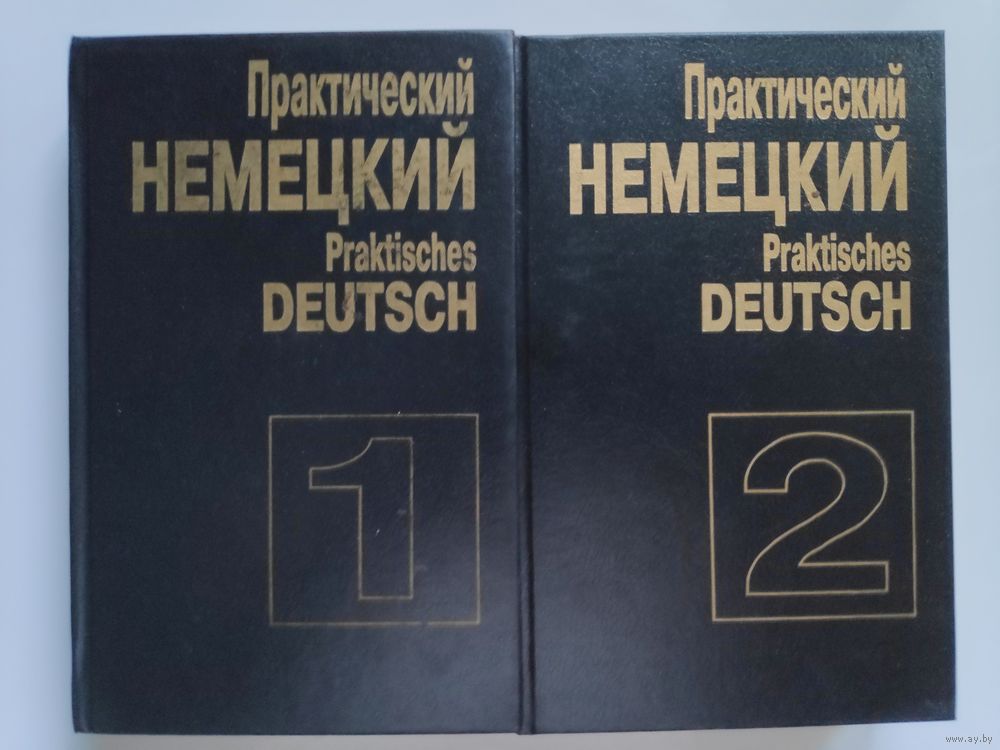 Практический
НЕМЕЦКИЙ
Praktisches
DEUTSCH
1
Практический
НЕМЕЦКИЙ
Praktisches
DEUTSCH
2
© www.ay.by